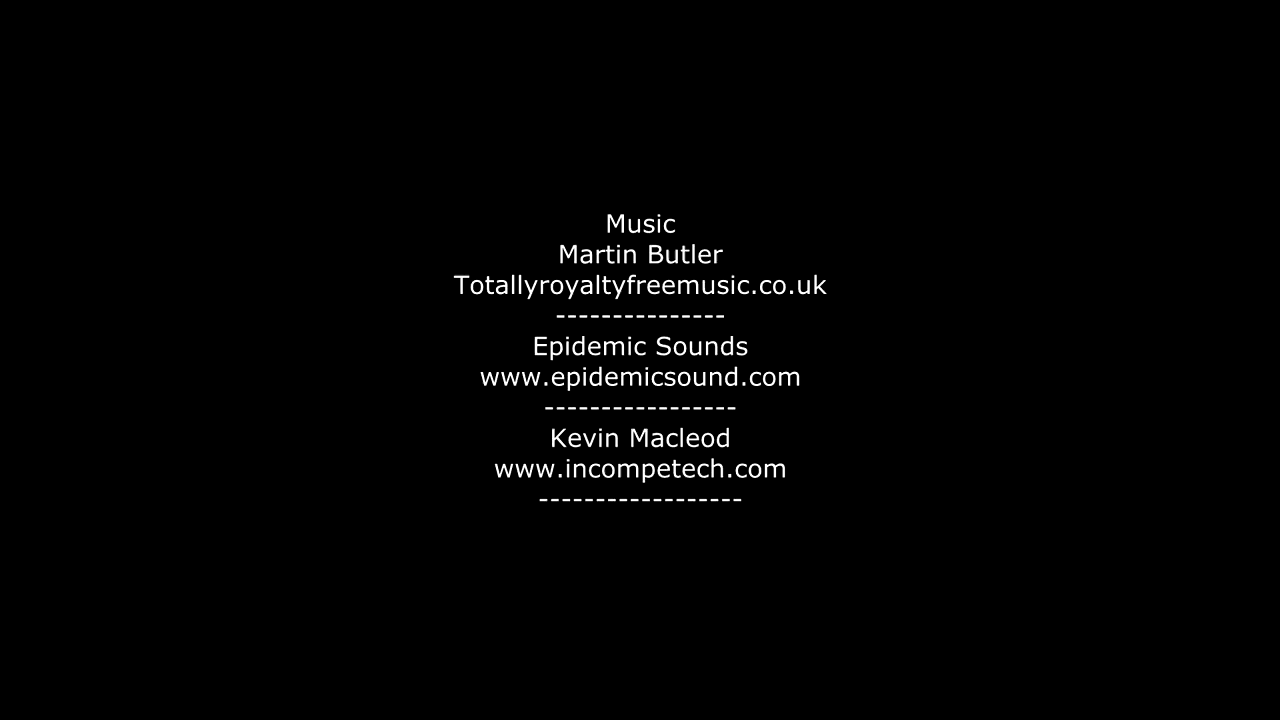 Music
Martin Butler
Totallyroyaltyfreemusic.co.uk
---------------
Epidemic Sounds
www.epidemicsound.com
-----------------
Kevin Macleod
www.incompetech.com
------------------